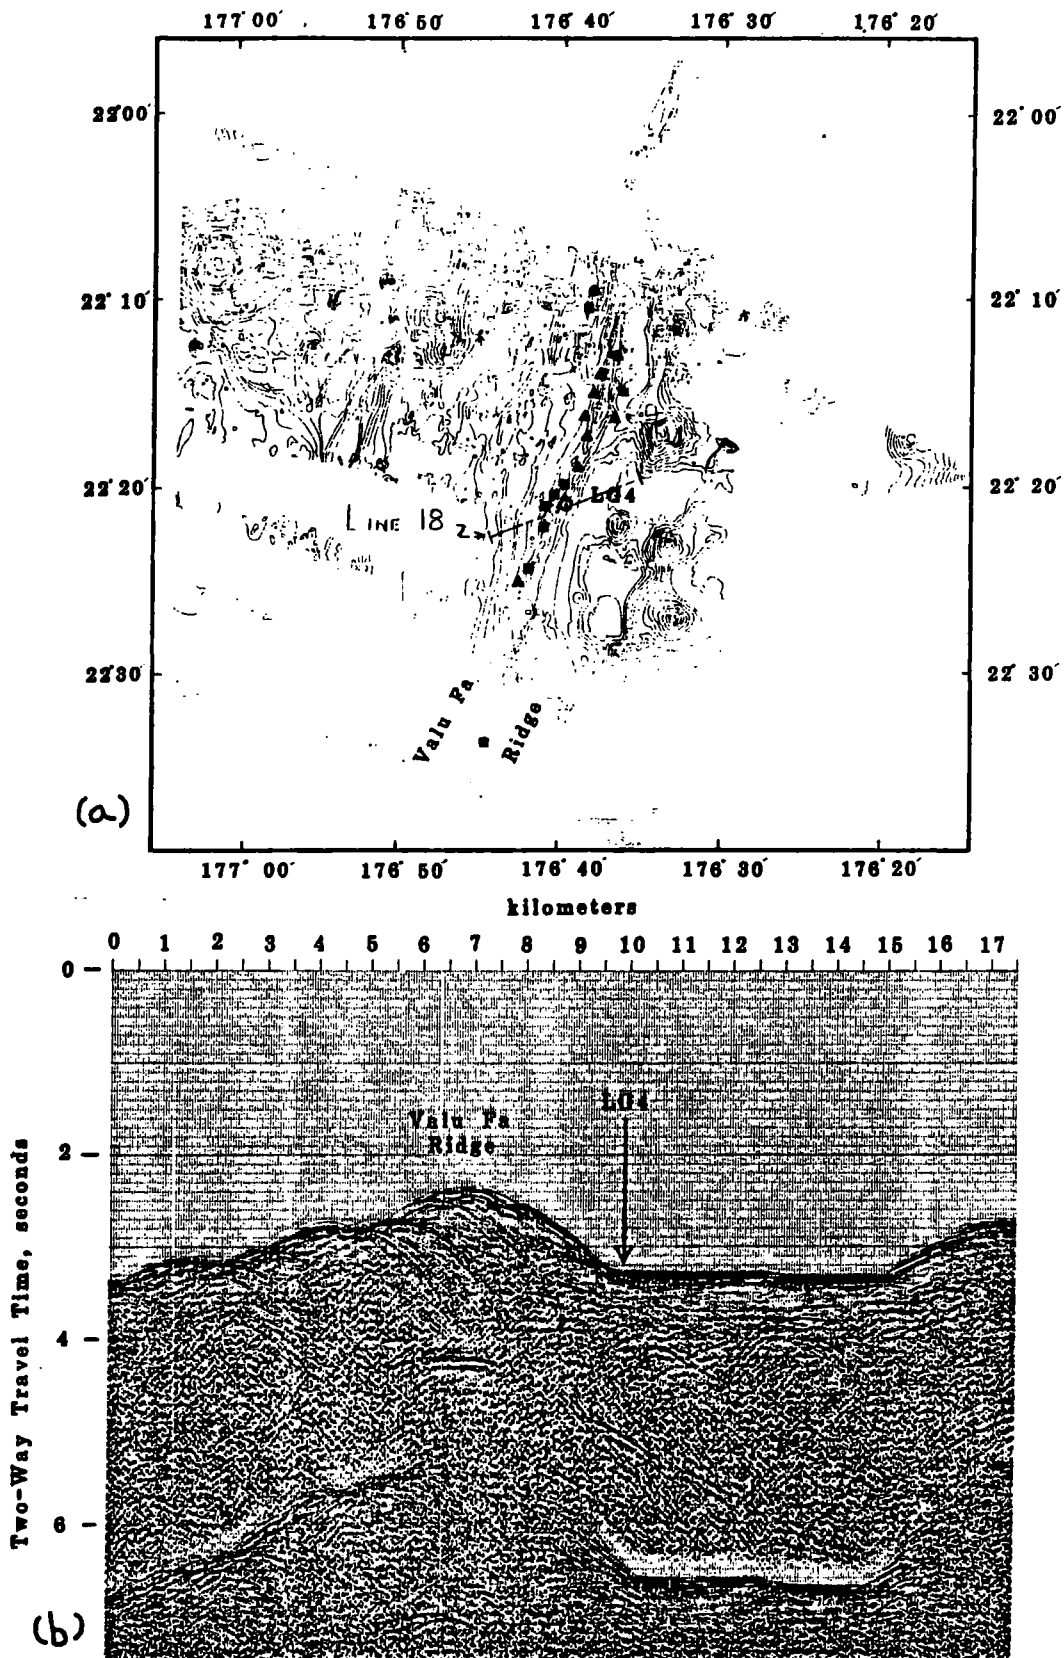 177° 00′ 176° 50′ 176° 40′ 176° 30′ 176° 20′
22° 00′ 22° 00′
22° 10′ 22° 10′
22° 20′ 22° 20′
LG4
LINE 18
22° 30′ 22° 30′
Valu Fa
Ridge
(a)
177° 00′ 176° 50′ 176° 40′ 176° 30′ 176° 20′
kilometers
0 1 2 3 4 5 6 7 8 9 10 11 12 13 14 15 16 17
0
LG4
Valu Fa
Ridge
2
4
6
Two-Way Travel Time, seconds
(b)